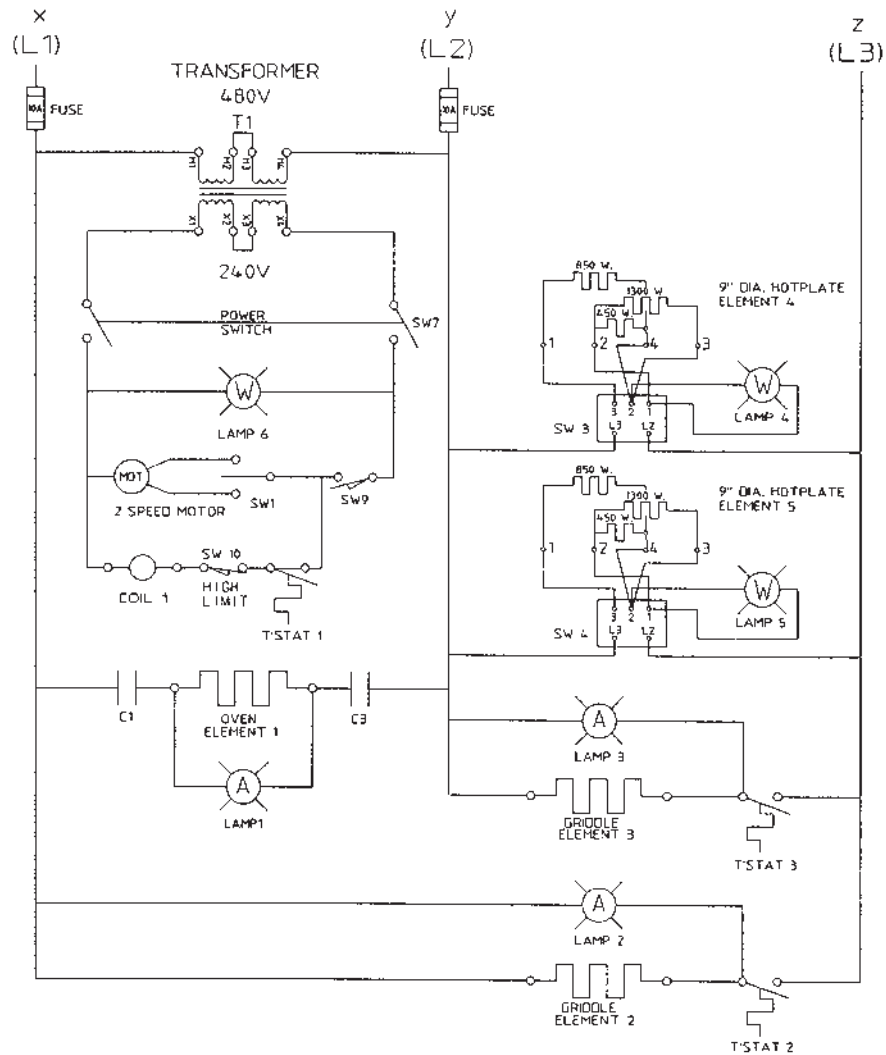 x
(L1)
y
(L2)
z
(L3)
TRANSFORMER
480V
T1
10A FUSE
10A FUSE
H1 H2 H3 H4
X1 X2 X3 X4
240V
POWER
SWITCH
SW7
W
LAMP 6
MOT
2 SPEED MOTOR
SW1
SW9
COIL 1
SW 10
HIGH
LIMIT
T'STAT 1
C1
OVEN
ELEMENT 1
C3
A
LAMP1
850 W.
1300 W.
450 W.
9" DIA. HOTPLATE
ELEMENT 4
1 2 4 3
W
LAMP 4
3 2 1
L3 L2
SW 3
850 W.
1300 W.
450 W.
9" DIA. HOTPLATE
ELEMENT 5
1 2 4 3
W
LAMP 5
3 2 1
L3 L2
SW 4
A
LAMP 3
GRIDDLE
ELEMENT 3
T'STAT 3
A
LAMP 2
GRIDDLE
ELEMENT 2
T'STAT 2